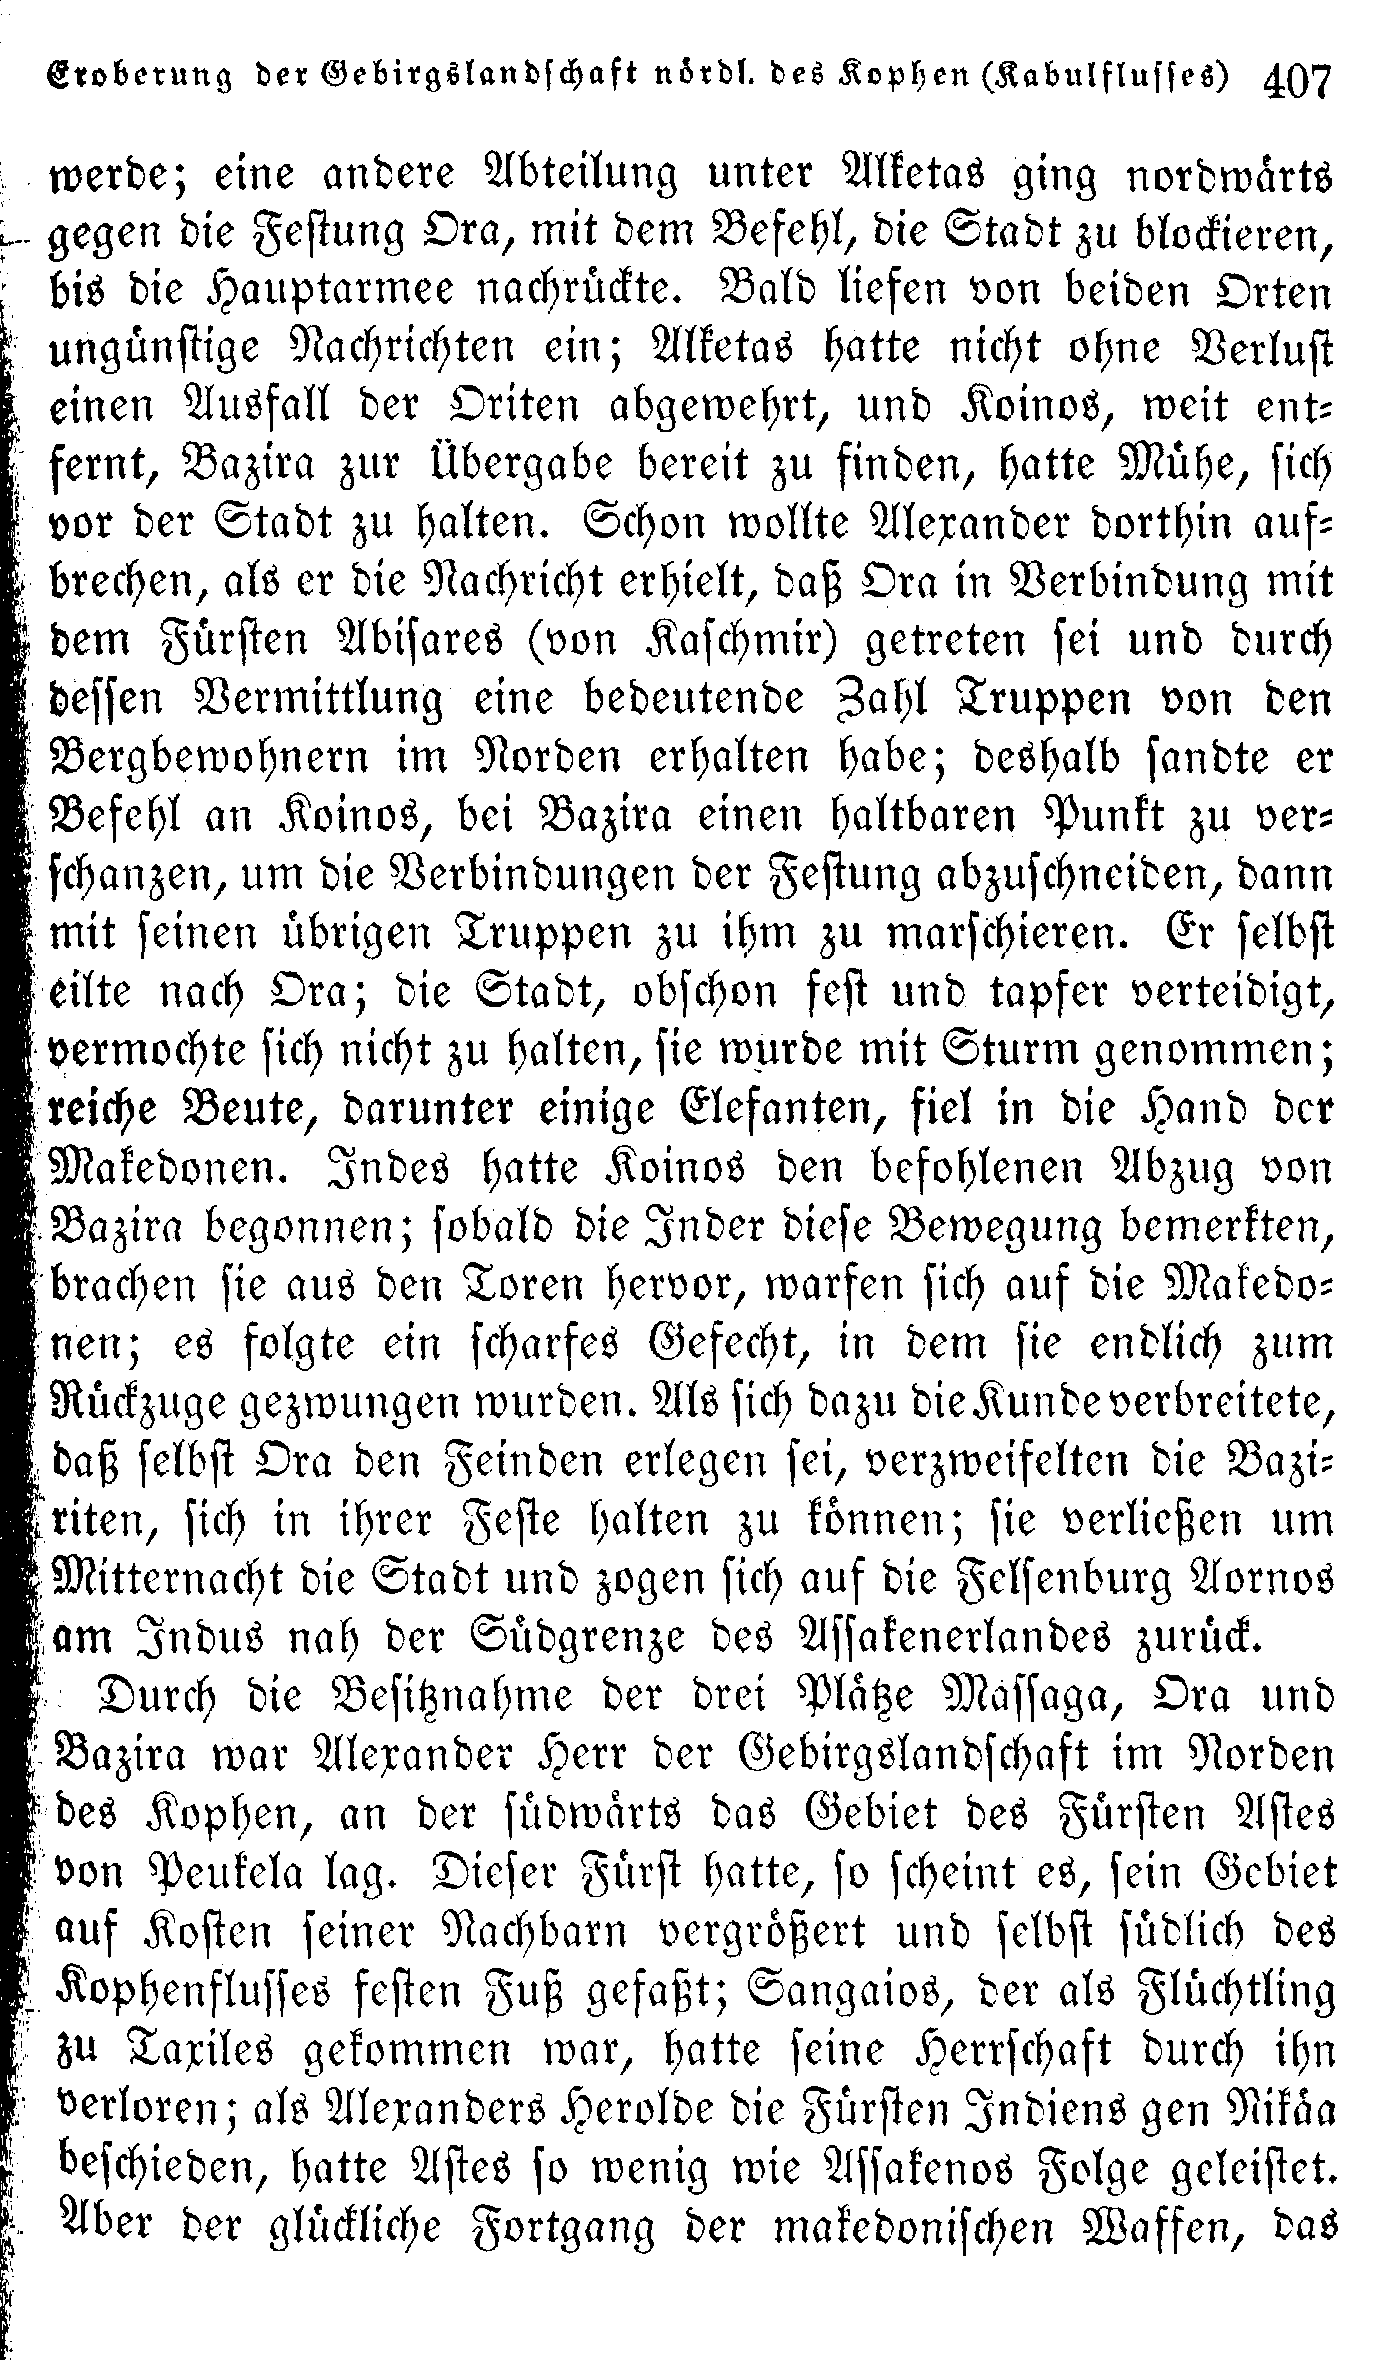 Eroberung der Gebirgslandschaft nördl. des Kophen (Kabulflusses) 407
werde; eine andere Abteilung unter Alketas ging nordwärts
gegen die Festung Ora, mit dem Befehl, die Stadt zu blockieren,
bis die Hauptarmee nachrückte. Bald liefen von beiden Orten
ungünstige Nachrichten ein; Alketas hatte nicht ohne Verlust
einen Ausfall der Oriten abgewehrt, und Koinos, weit ent-
fernt, Bazira zur Übergabe bereit zu finden, hatte Mühe, sich
vor der Stadt zu halten. Schon wollte Alexander dorthin auf-
brechen, als er die Nachricht erhielt, daß Ora in Verbindung mit
dem Fürsten Abisares (von Kaschmir) getreten sei und durch
dessen Vermittlung eine bedeutende Zahl Truppen von den
Bergbewohnern im Norden erhalten habe; deshalb sandte er
Befehl an Koinos, bei Bazira einen haltbaren Punkt zu ver-
schanzen, um die Verbindungen der Festung abzuschneiden, dann
mit seinen übrigen Truppen zu ihm zu marschieren. Er selbst
eilte nach Ora; die Stadt, obschon fest und tapfer verteidigt,
vermochte sich nicht zu halten, sie wurde mit Sturm genommen;
reiche Beute, darunter einige Elefanten, fiel in die Hand der
Makedonen. Indes hatte Koinos den befohlenen Abzug von
Bazira begonnen; sobald die Inder diese Bewegung bemerkten,
brachen sie aus den Toren hervor, warfen sich auf die Makedo-
nen; es folgte ein scharfes Gefecht, in dem sie endlich zum
Rückzuge gezwungen wurden. Als sich dazu die Kunde verbreitete,
daß selbst Ora den Feinden erlegen sei, verzweifelten die Bazi-
riten, sich in ihrer Feste halten zu können; sie verließen um
Mitternacht die Stadt und zogen sich auf die Felsenburg Aornos
am Indus nah der Südgrenze des Assakenerlandes zurück.
Durch die Besitznahme der drei Plätze Massaga, Ora und
Bazira war Alexander Herr der Gebirgslandschaft im Norden
des Kophen, an der südwärts das Gebiet des Fürsten Astes
von Peukela lag. Dieser Fürst hatte, so scheint es, sein Gebiet
auf Kosten seiner Nachbarn vergrößert und selbst südlich des
Kophenflusses festen Fuß gefaßt; Sangaios, der als Flüchtling
zu Taxiles gekommen war, hatte seine Herrschaft durch ihn
verloren; als Alexanders Herolde die Fürsten Indiens gen Nikäa
beschieden, hatte Astes so wenig wie Assakenos Folge geleistet.
Aber der glückliche Fortgang der makedonischen Waffen, das